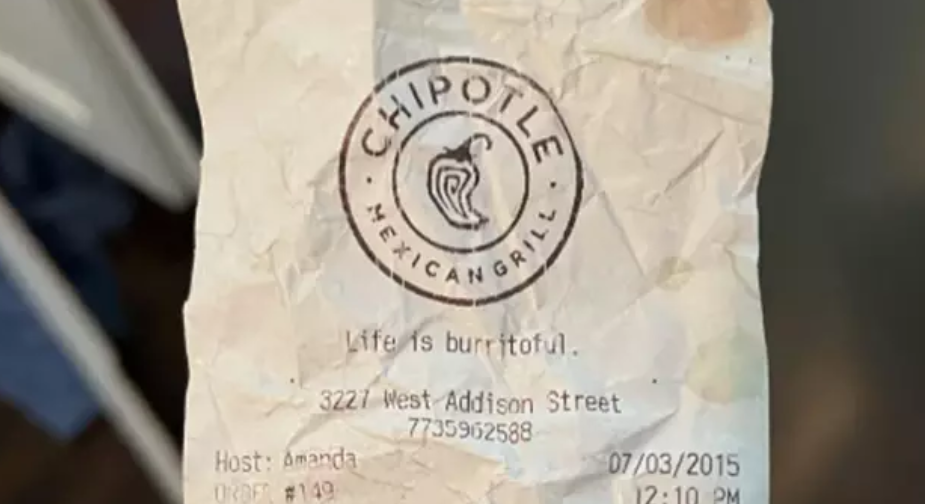 CHIPOTLE
MEXICAN GRILL
Life is burritoful.
3227 West Addison Street
7735962588
Host: Amanda 07/03/2015
ORDER #149 12:10 PM